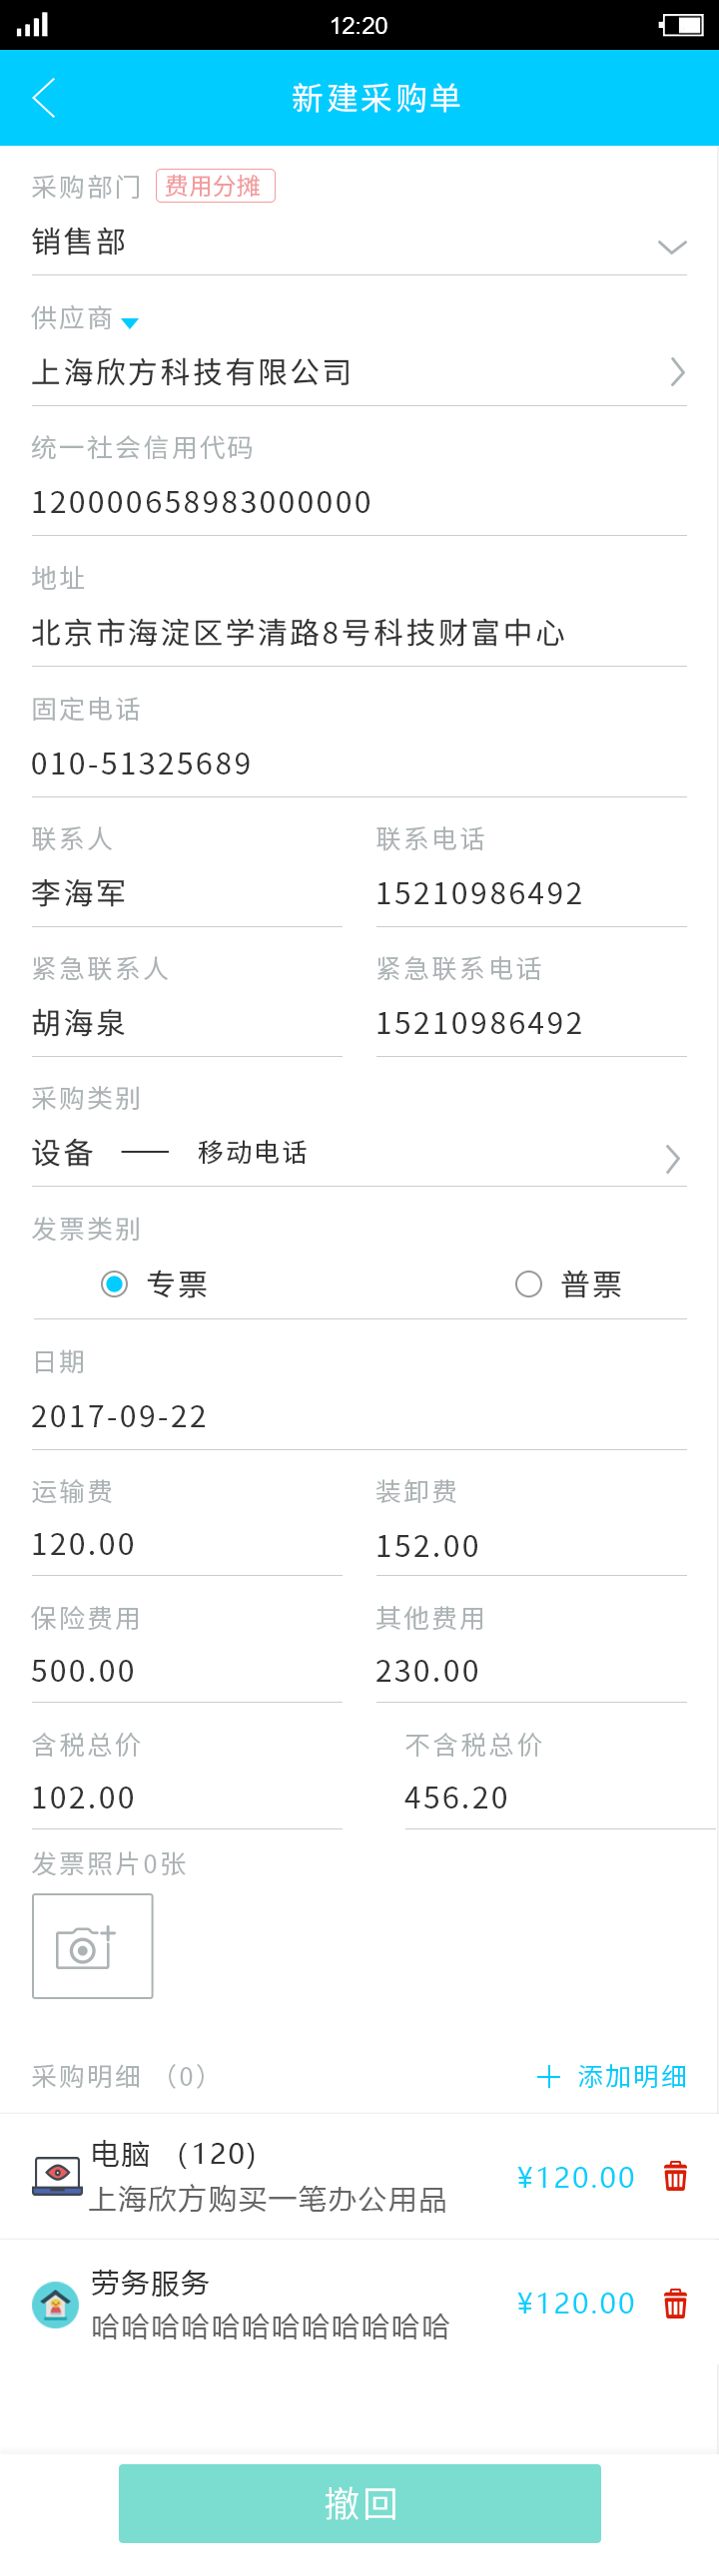 12:20
新建采购单
采购部门 费用分摊
销售部
供应商
上海欣方科技有限公司
统一社会信用代码
120000658983000000
地址
北京市海淀区学清路8号科技财富中心
固定电话
010-51325689
联系人 联系电话
李海军 15210986492
紧急联系人 紧急联系电话
胡海泉 15210986492
采购类别
设备 —— 移动电话
发票类别
专票 普票
日期
2017-09-22
运输费 装卸费
120.00 152.00
保险费用 其他费用
500.00 230.00
含税总价 不含税总价
102.00 456.20
发票照片0张
采购明细 （0） 添加明细
电脑 （120）
上海欣方购买一笔办公用品 ¥120.00
劳务服务
哈哈哈哈哈哈哈哈哈哈哈哈 ¥120.00
撤回